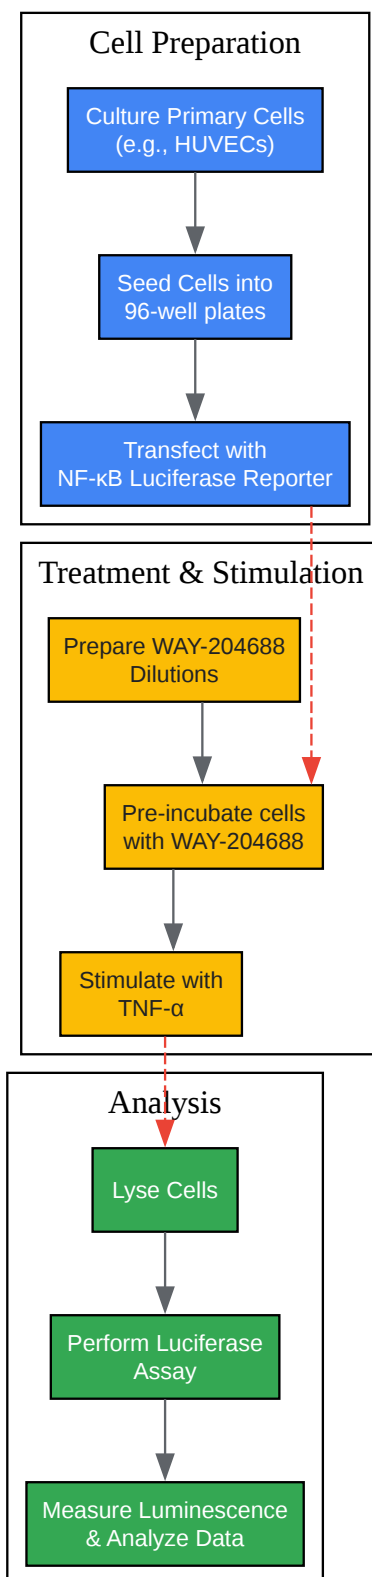 Cell Preparation
Culture Primary Cells
(e.g., HUVECs)
Seed Cells into
96-well plates
Transfect with
NF-κB Luciferase Reporter
Treatment & Stimulation
Prepare WAY-204688
Dilutions
Pre-incubate cells
with WAY-204688
Stimulate with
TNF-α
Analysis
Lyse Cells
Perform Luciferase
Assay
Measure Luminescence
& Analyze Data